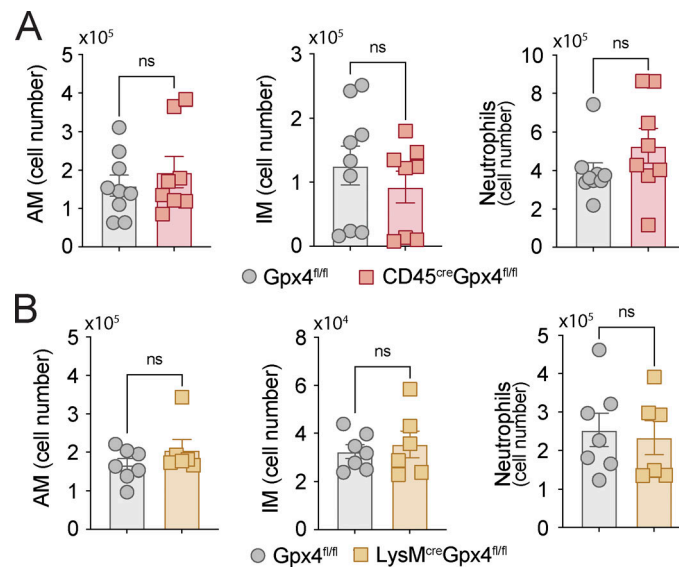 A
x10⁵
AM (cell number)
5
4
3
2
1
0
ns
x10⁵
IM (cell number)
3
2
1
0
ns
x10⁵
Neutrophils
(cell number)
10
8
6
4
2
0
ns
Gpx4fl/fl
CD45creGpx4fl/fl
B
x10⁵
AM (cell number)
5
4
3
2
1
0
ns
x10⁴
IM (cell number)
8
6
4
2
0
ns
x10⁵
Neutrophils
(cell number)
5
4
3
2
1
0
ns
Gpx4fl/fl
LysMcreGpx4fl/fl